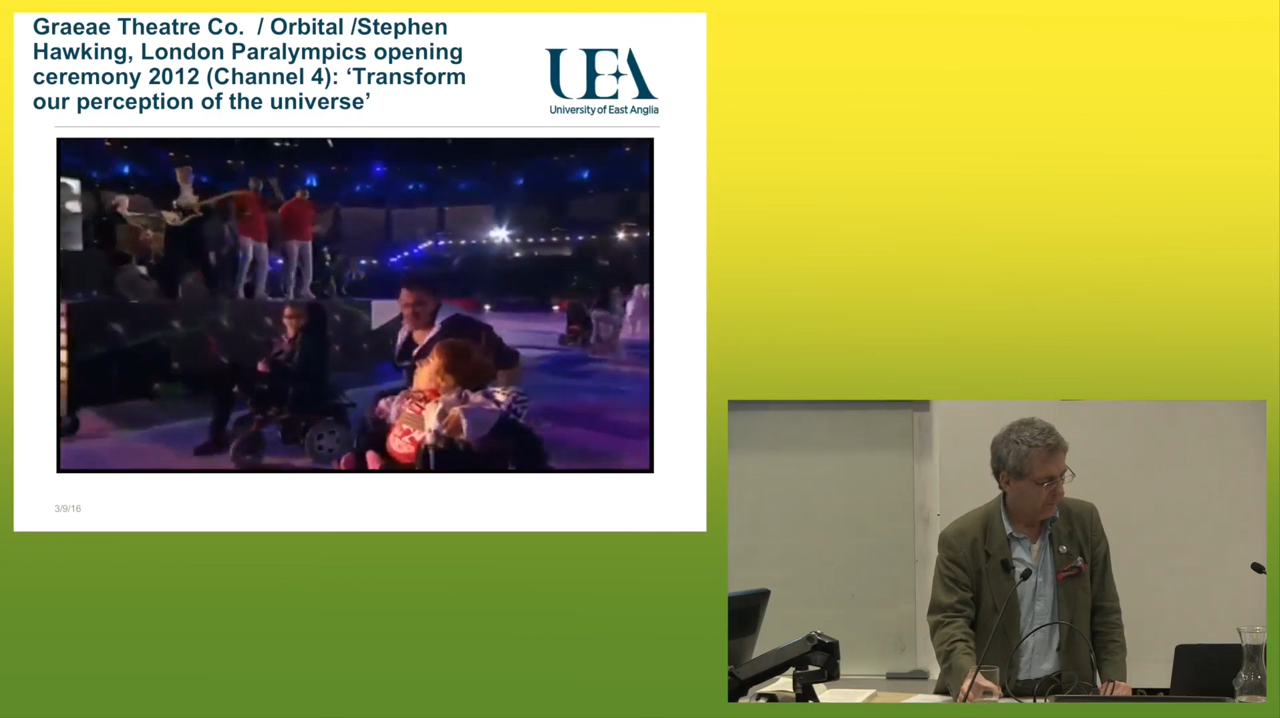 Graeae Theatre Co.  / Orbital /Stephen
Hawking, London Paralympics opening
ceremony 2012 (Channel 4): ‘Transform
our perception of the universe’
UEA
University of East Anglia
3/9/16